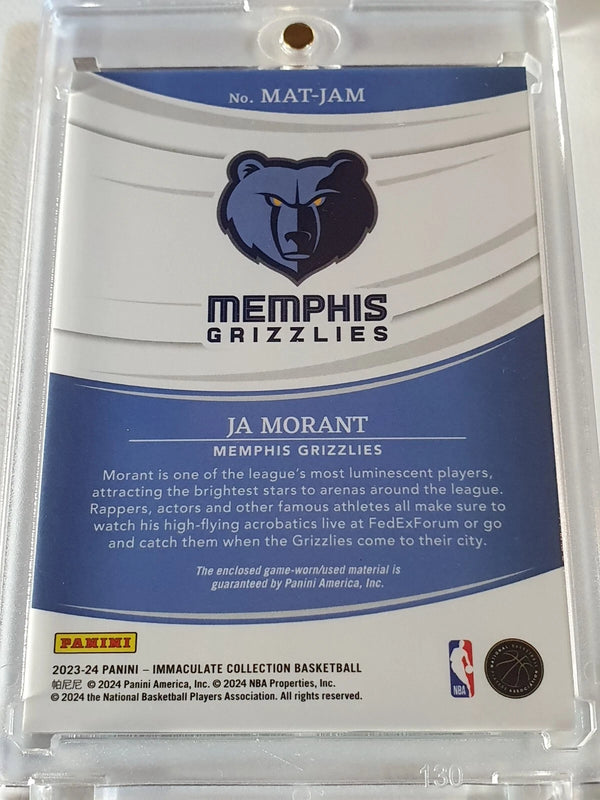 No. MAT-JAM
MEMPHIS
GRIZZLIES
JA MORANT
MEMPHIS GRIZZLIES
Morant is one of the league's most luminescent players,
attracting the brightest stars to arenas around the league.
Rappers, actors and other famous athletes all make sure to
watch his high-flying acrobatics live at FedExForum or go
and catch them when the Grizzlies come to their city.
The enclosed game-worn/used material is
guaranteed by Panini America, Inc.
PANINI
2023-24 PANINI – IMMACULATE COLLECTION BASKETBALL
帕尼尼 © 2024 Panini America, Inc. © 2024 NBA Properties, Inc.
© 2024 the National Basketball Players Association. All rights reserved.
NBA
NATIONAL BASKETBALL PLAYERS ASSOCIATION
130